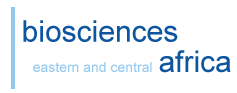 biosciences
eastern and central africa